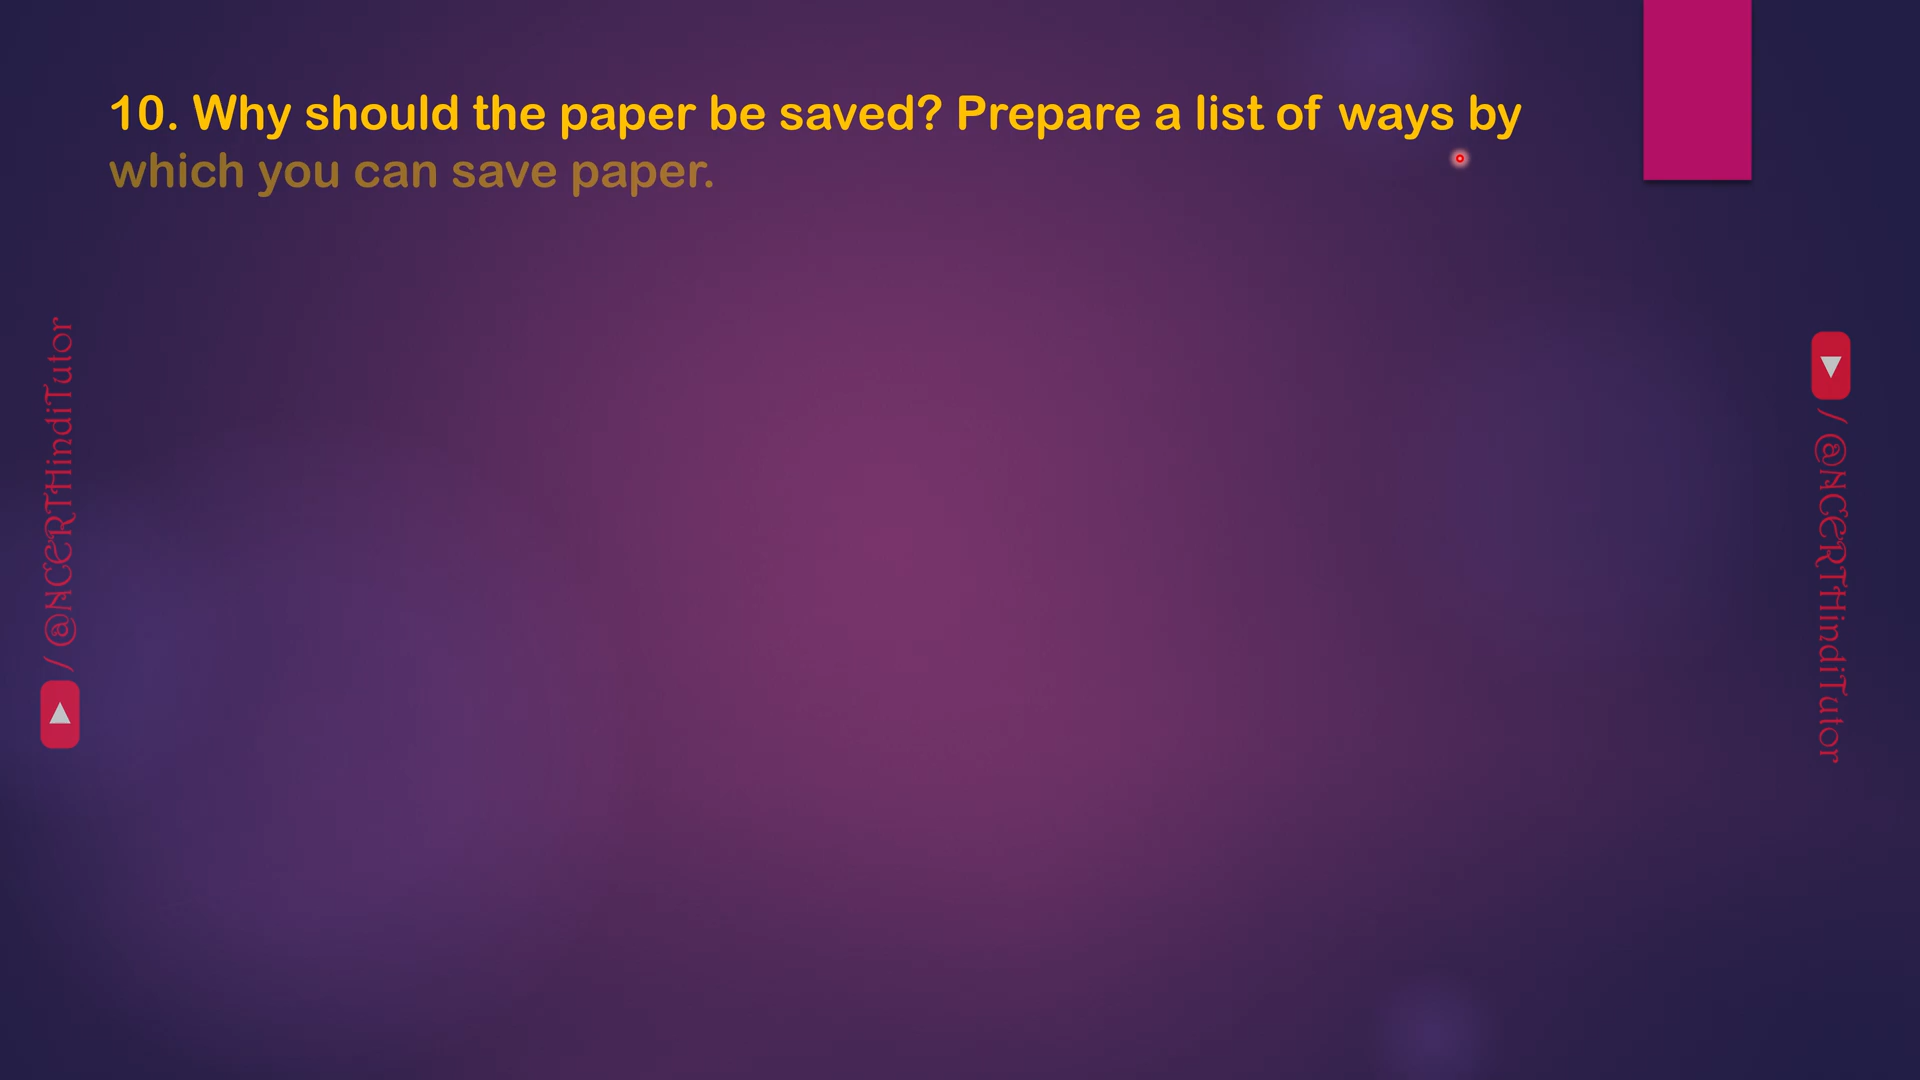 10. Why should the paper be saved? Prepare a list of ways by
which you can save paper.
/ @NCERTHindiTutor
/ @NCERTHindiTutor